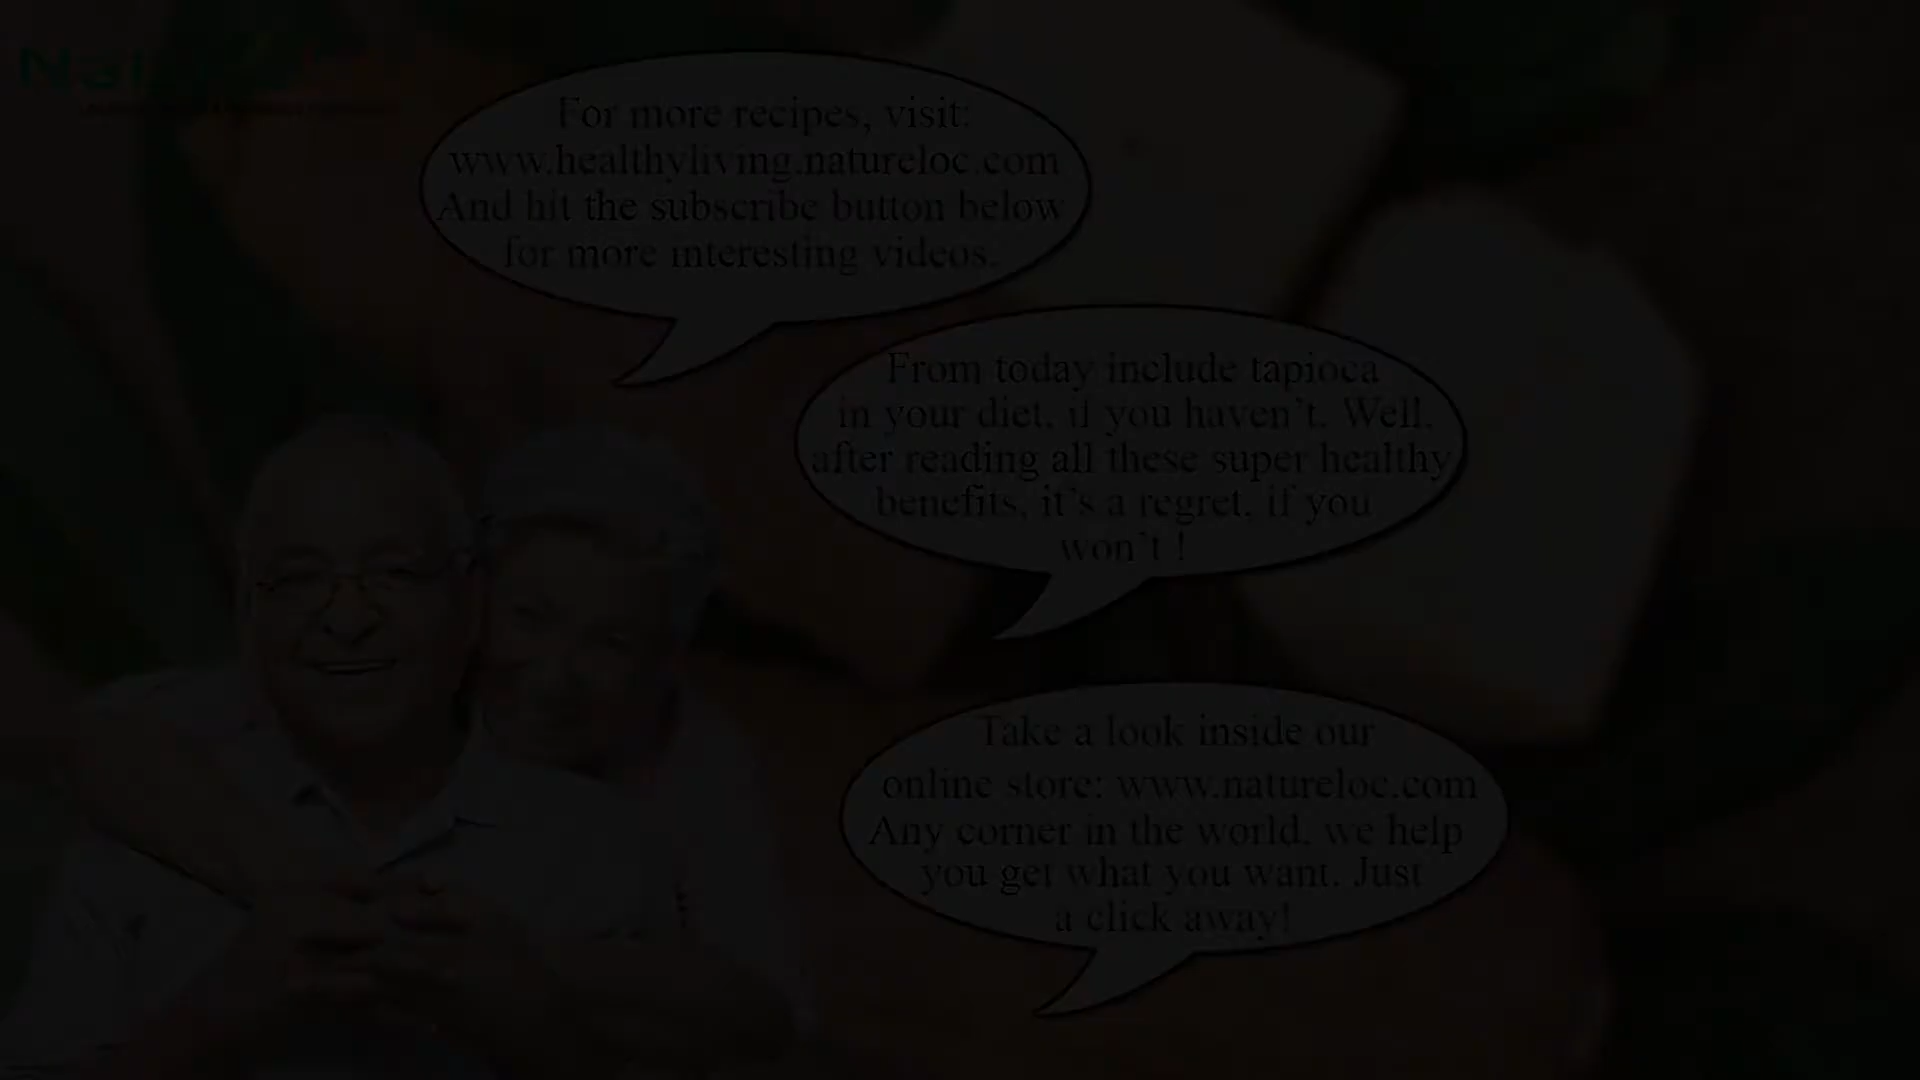 For more recipes, visit:
www.healthyliving.natureloc.com
And hit the subscribe button below
for more interesting videos.
From today include tapioca
in your diet, if you haven't. Well,
after reading all these super healthy
benefits, it's a regret, if you
won't !
Take a look inside our
online store: www.natureloc.com
Any corner in the world, we help
you get what you want. Just
a click away!